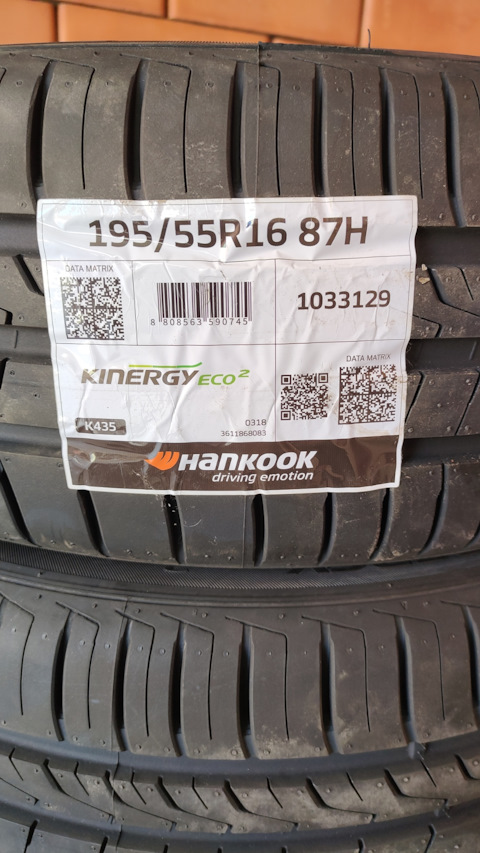 195/55R16 87H
DATA MATRIX
8 808563 590745
1033129
DATA MATRIX
KINERGY ECO²
K435
0318
3611868083
HANKOOK
driving emotion